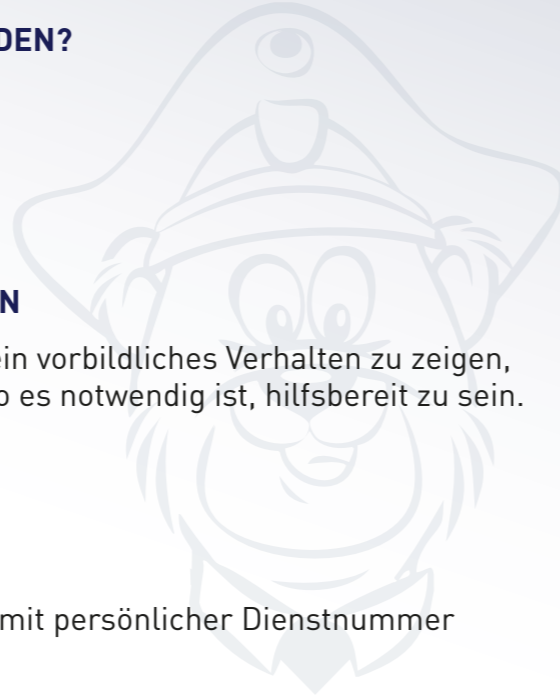 DEN?
N
ein vorbildliches Verhalten zu zeigen,
o es notwendig ist, hilfsbereit zu sein.
mit persönlicher Dienstnummer